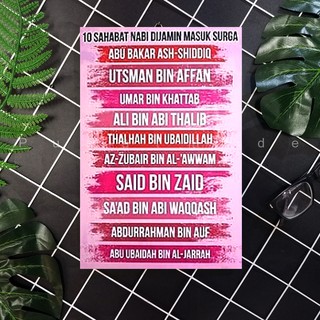 10 SAHABAT NABI DIJAMIN MASUK SURGA
ABU BAKAR ASH-SHIDDIQ
UTSMAN BIN AFFAN
UMAR BIN KHATTAB
ALI BIN ABI THALIB
THALHAH BIN UBAIDILLAH
AZ-ZUBAIR BIN AL-'AWWAM
SAID BIN ZAID
SA'AD BIN ABI WAQQASH
ABDURRAHMAN BIN AUF
ABU UBAIDAH BIN AL-JARRAH